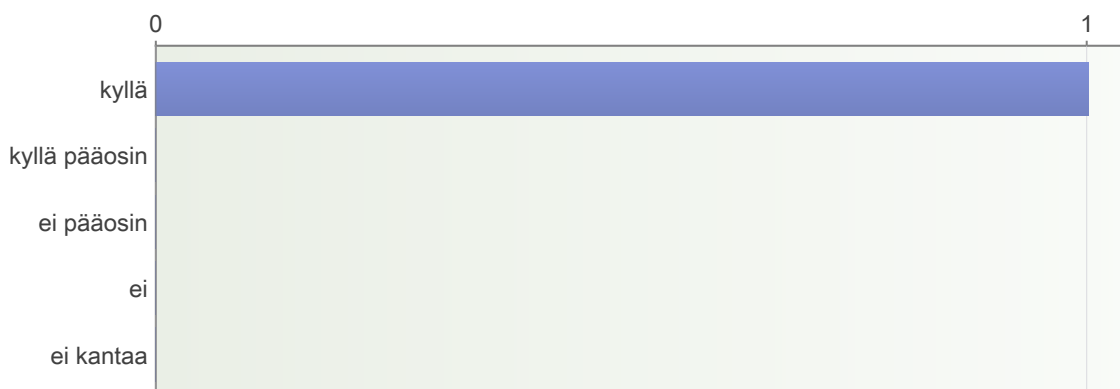 0 1
kyllä
kyllä pääosin
ei pääosin
ei
ei kantaa